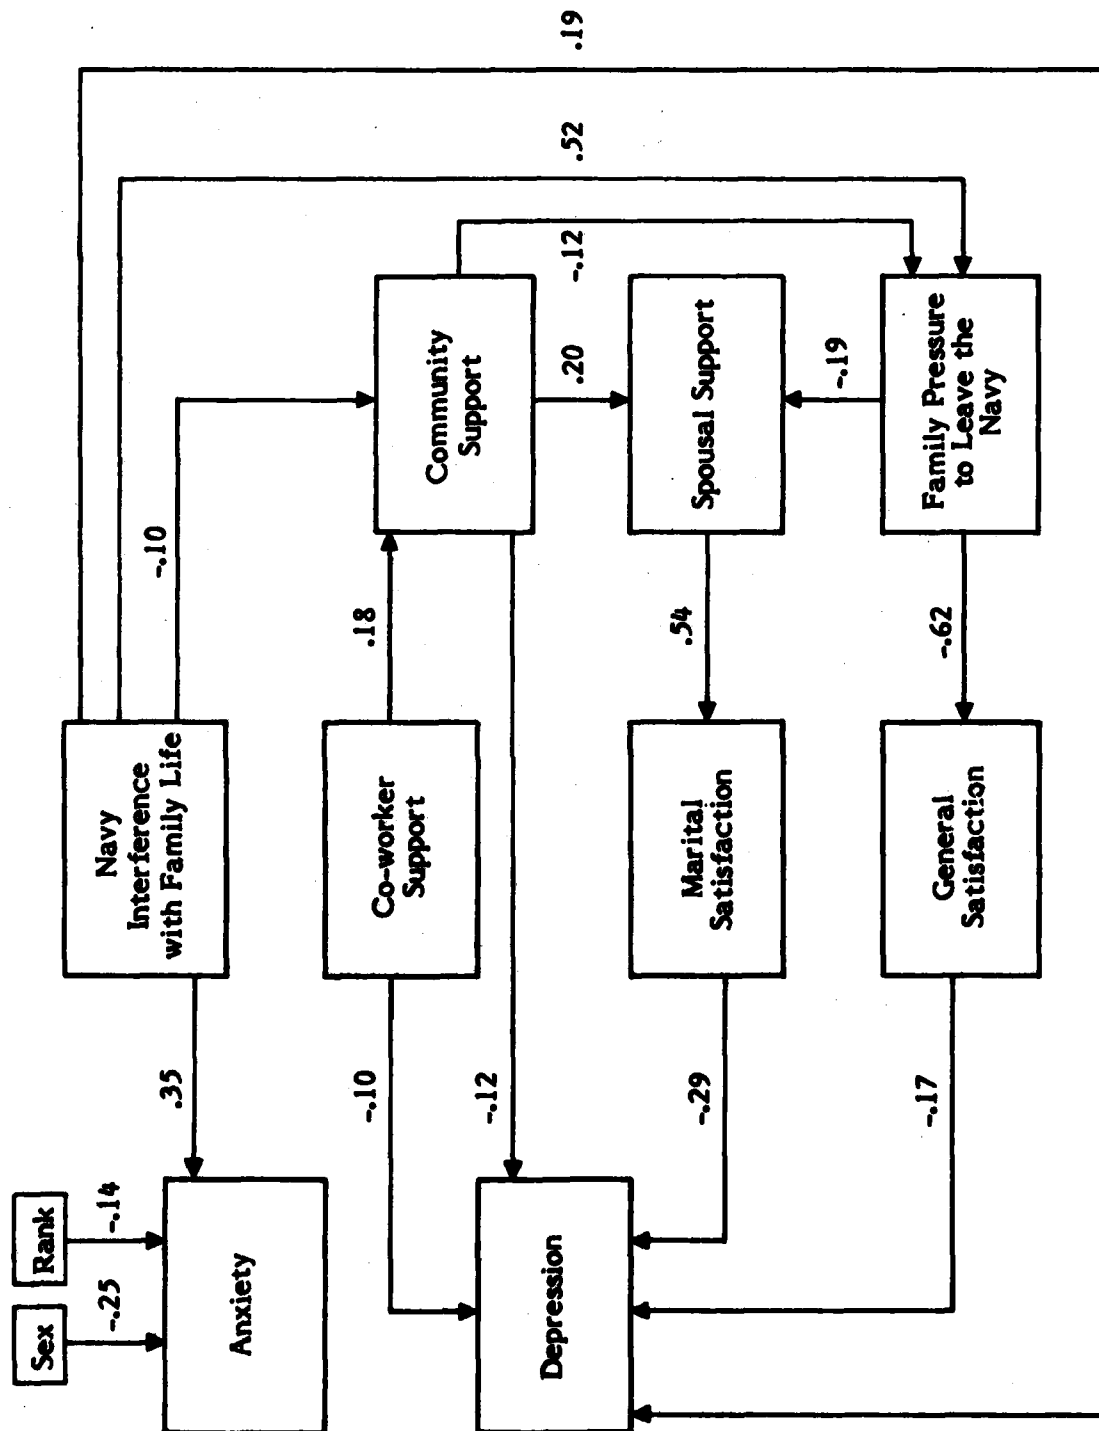 Sex
Rank
-.25
-.14
Anxiety
.35
Navy
Interference
with Family Life
-.10
.52
.19
Depression
-.10
Co-worker
Support
.18
Community
Support
-.12
-.12
.20
-.29
Marital
Satisfaction
.54
Spousal Support
-.19
-.17
General
Satisfaction
-.62
Family Pressure
to Leave the
Navy